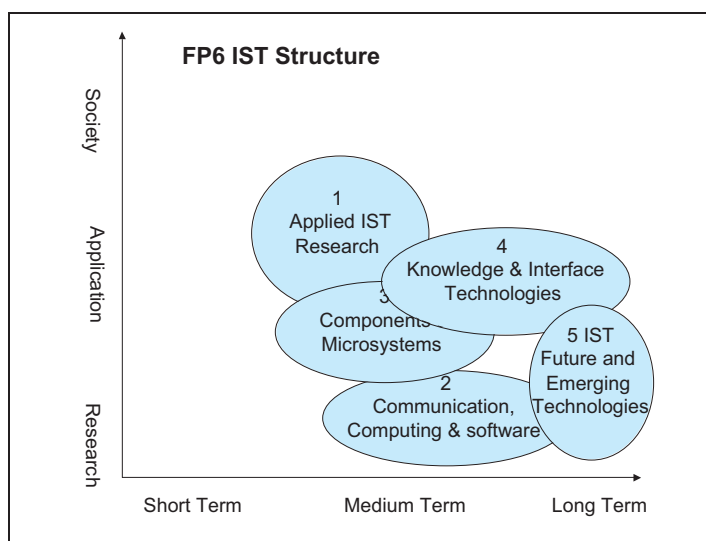 FP6 IST Structure
Society
Application
Research
1
Applied IST
Research
4
Knowledge & Interface
Technologies
3
Components
Microsystems
5 IST
Future and
Emerging
Technologies
2
Communication,
Computing & software
Short Term
Medium Term
Long Term